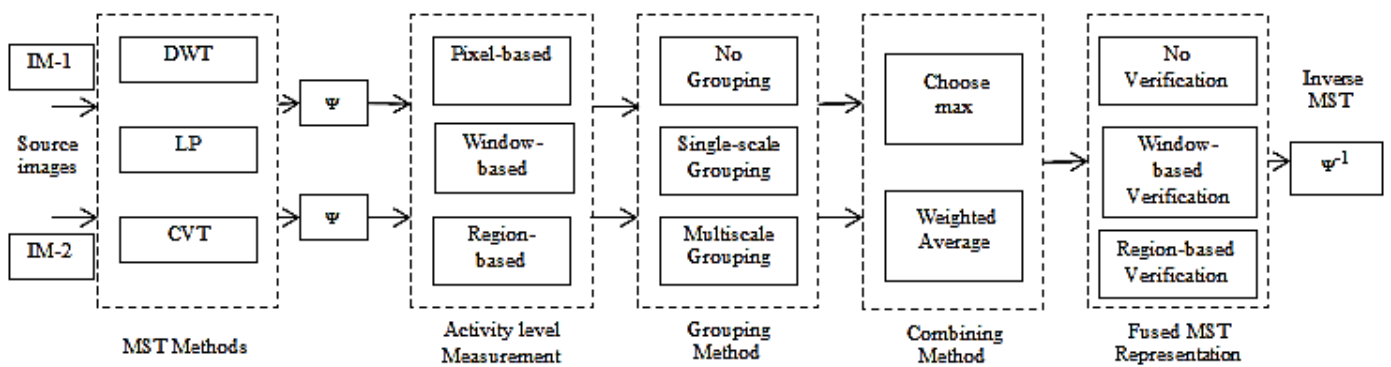 IM-1
Source
images
IM-2
DWT
LP
CVT
MST Methods
Ψ
Ψ
Pixel-based
Window-
based
Region-
based
Activity level
Measurement
No
Grouping
Single-scale
Grouping
Multiscale
Grouping
Grouping
Method
Choose
max
Weighted
Average
Combining
Method
No
Verification
Window-
based
Verification
Region-based
Verification
Fused MST
Representation
Inverse
MST
Ψ-1